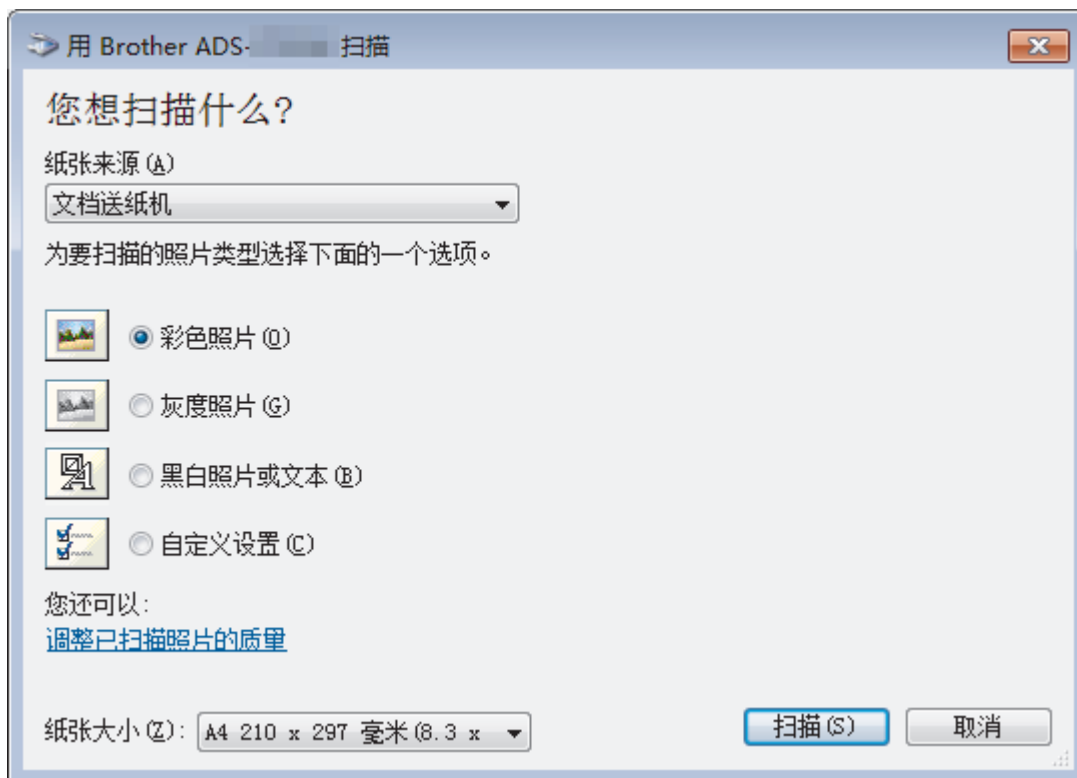 用 Brother ADS- 扫描
您想扫描什么?
纸张来源(A)
文档送纸机
为要扫描的照片类型选择下面的一个选项。
彩色照片(O)
灰度照片(G)
黑白照片或文本(B)
自定义设置(C)
您还可以:
调整已扫描照片的质量
纸张大小(Z): A4 210 x 297 毫米(8.3 x
扫描(S) 取消